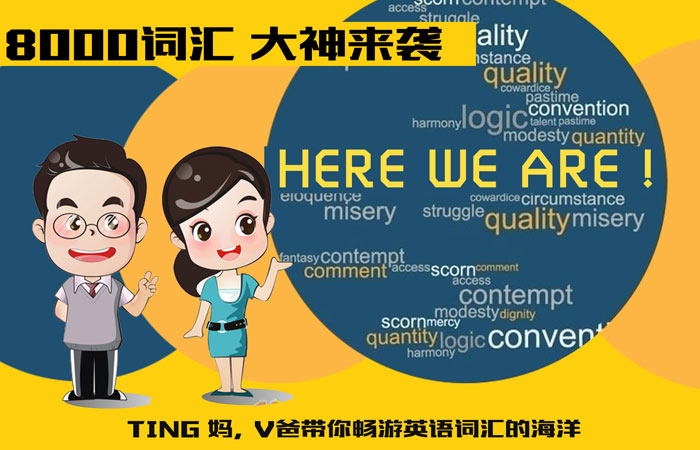 8000词汇 大神来袭
access convention
struggle
circumstance
quality
cowardice
pastime
logic convention
harmony talent pastime
modesty quantity
HERE WE ARE !
eloquence
cowardice circumstance
misery struggle quality misery
fantasy contempt
comment access scorn comment
access
contempt
modesty dignity
scorn mercy
quantity logic convent
harmony
TING 妈, V爸带你畅游英语词汇的海洋